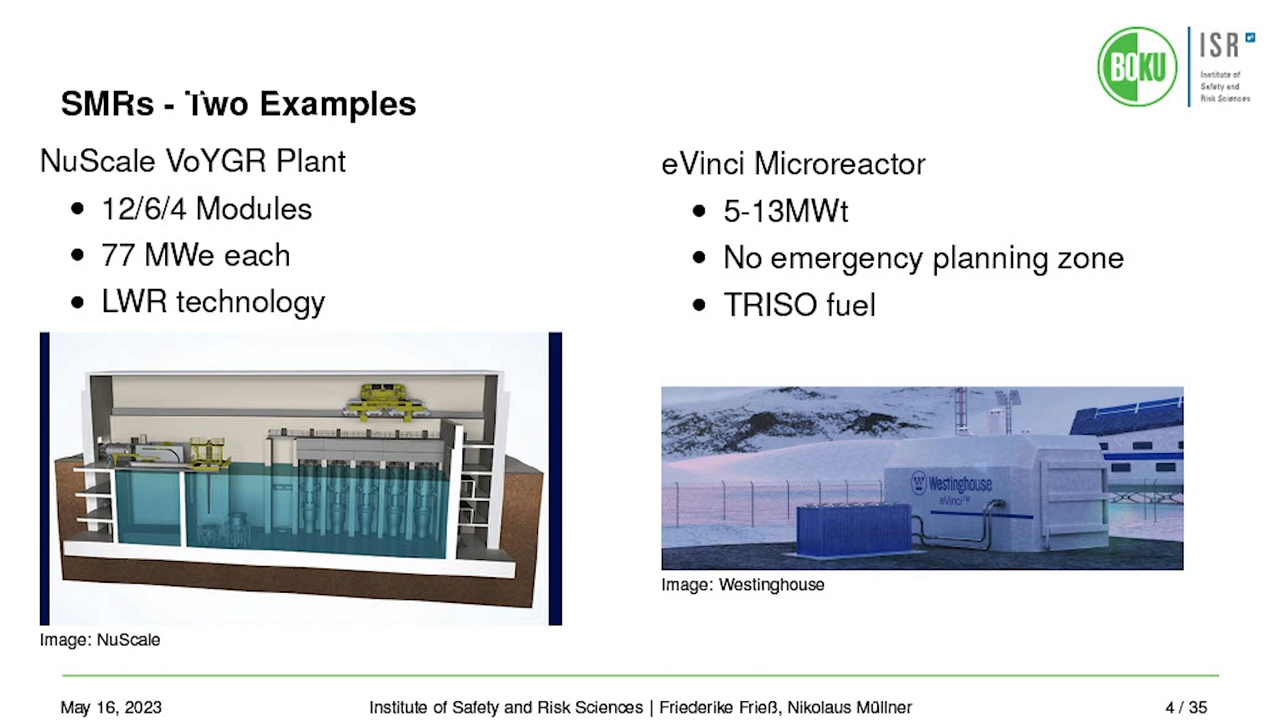 BOKU
ISR
Institute of
Safety and
Risk Sciences
SMRs - Two Examples
NuScale VoYGR Plant
• 12/6/4 Modules
• 77 MWe each
• LWR technology
Image: NuScale
eVinci Microreactor
• 5-13MWt
• No emergency planning zone
• TRISO fuel
Westinghouse
eVinci™
Image: Westinghouse
May 16, 2023
Institute of Safety and Risk Sciences | Friederike Frieß, Nikolaus Müllner
4 / 35